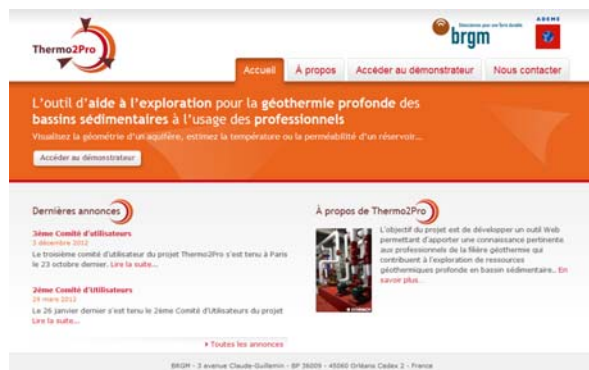 Thermo2Pro
Géosciences pour une Terre durable
brgm
ADEME
Accueil
À propos
Accéder au démonstrateur
Nous contacter
L'outil d'aide à l'exploration pour la géothermie profonde des
bassins sédimentaires à l'usage des professionnels
Visualisez la géométrie d'un aquifère, estimez la température ou la perméabilité d'un réservoir...
Accéder au démonstrateur
Dernières annonces
3ème Comité d'utilisateurs
3 décembre 2012
Le troisième comité d'utilisateur du projet Thermo2Pro s'est tenu à Paris
le 23 octobre dernier. Lire la suite...
2ème Comité d'Utilisateurs
26 mars 2012
Le 26 janvier dernier s'est tenu le 2ème Comité d'Utilisateurs du projet
Lire la suite...
Toutes les annonces
À propos de Thermo2Pro
L'objectif du projet est de développer un outil Web
permettant d'apporter une connaissance pertinente
aux professionnels de la filière géothermie qui
contribuent à l'exploration de ressources
géothermiques profonde en bassin sédimentaire.. En
savoir plus...
BRGM - 3 avenue Claude-Guillemin - BP 36009 - 45060 Orléans Cedex 2 - France